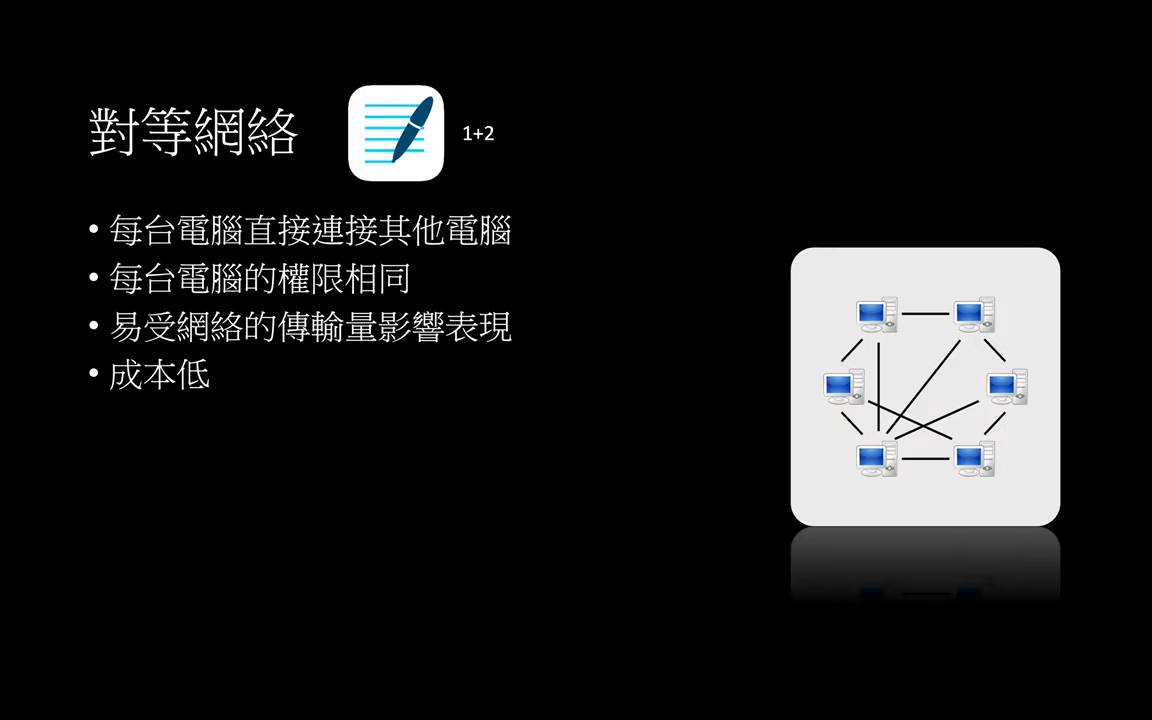 對等網絡
1+2
• 每台電腦直接連接其他電腦
• 每台電腦的權限相同
• 易受網絡的傳輸量影響表現
• 成本低